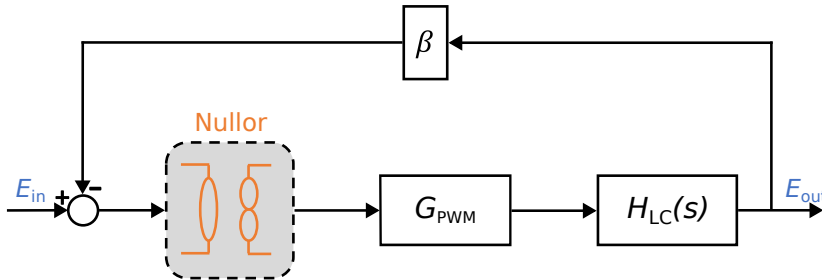 β
Nullor
E_in
+
-
G_PWM
H_LC(s)
E_out